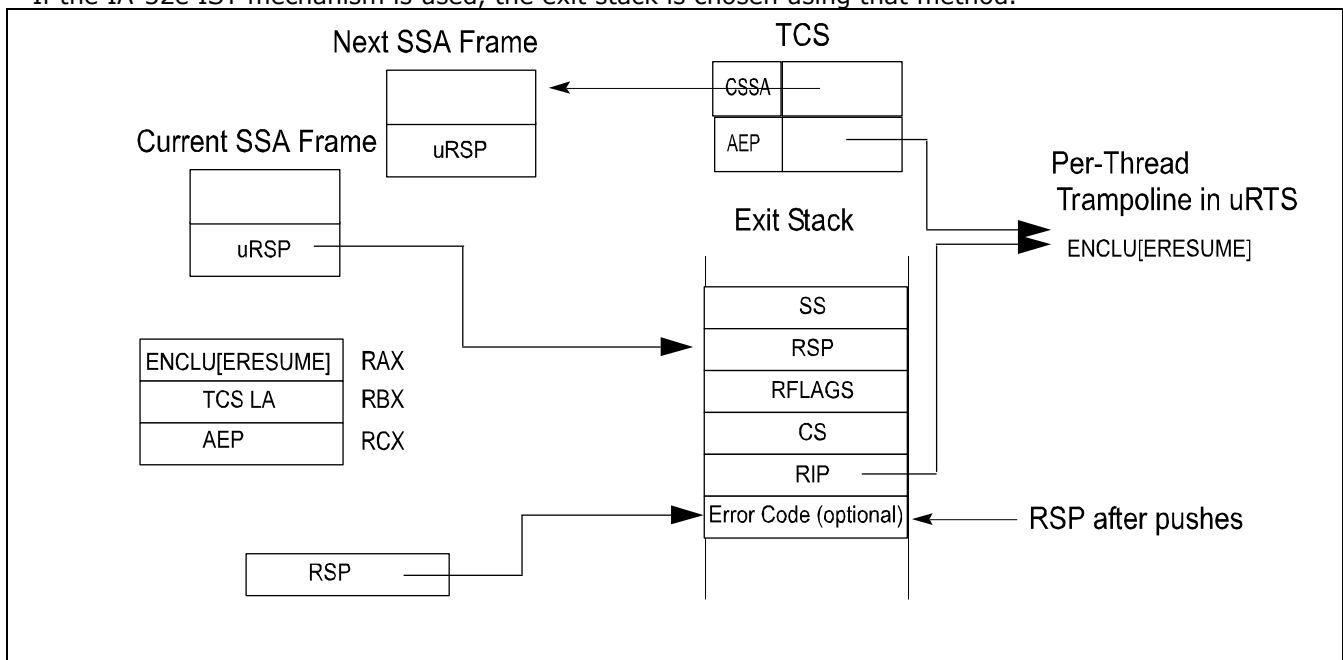 If the IA-32e IST mechanism is used, the exit stack is chosen using that method.
Next SSA Frame
TCS
CSSA
Current SSA Frame
uRSP
AEP
Per-Thread
Trampoline in uRTS
Exit Stack
uRSP
ENCLU[ERESUME]
SS
RSP
ENCLU[ERESUME] RAX
RFLAGS
TCS LA RBX
CS
AEP RCX
RIP
Error Code (optional)
RSP after pushes
RSP